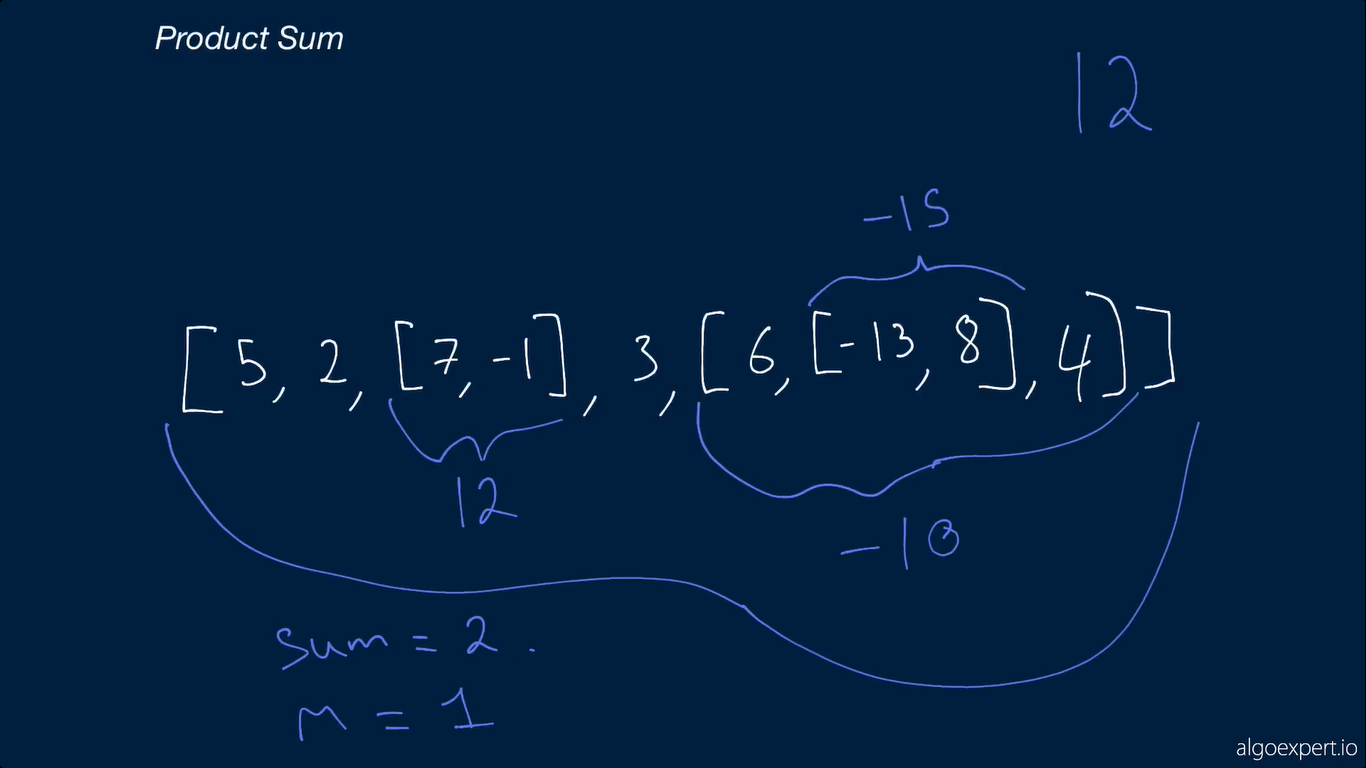 Product Sum
12
-15
[5, 2, [7, -1], 3, [6, [-13, 8], 4]]
12
-10
sum = 2.
M = 1
algoexpert.io